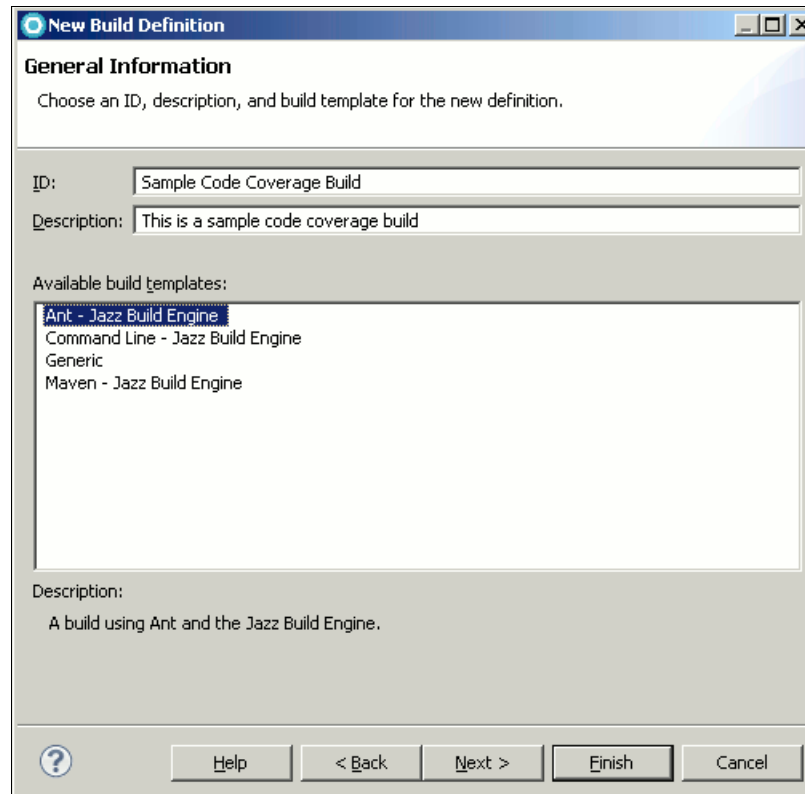 New Build Definition
General Information
Choose an ID, description, and build template for the new definition.
ID: Sample Code Coverage Build
Description: This is a sample code coverage build
Available build templates:
Ant - Jazz Build Engine
Command Line - Jazz Build Engine
Generic
Maven - Jazz Build Engine
Description:
A build using Ant and the Jazz Build Engine.
? Help < Back Next > Finish Cancel